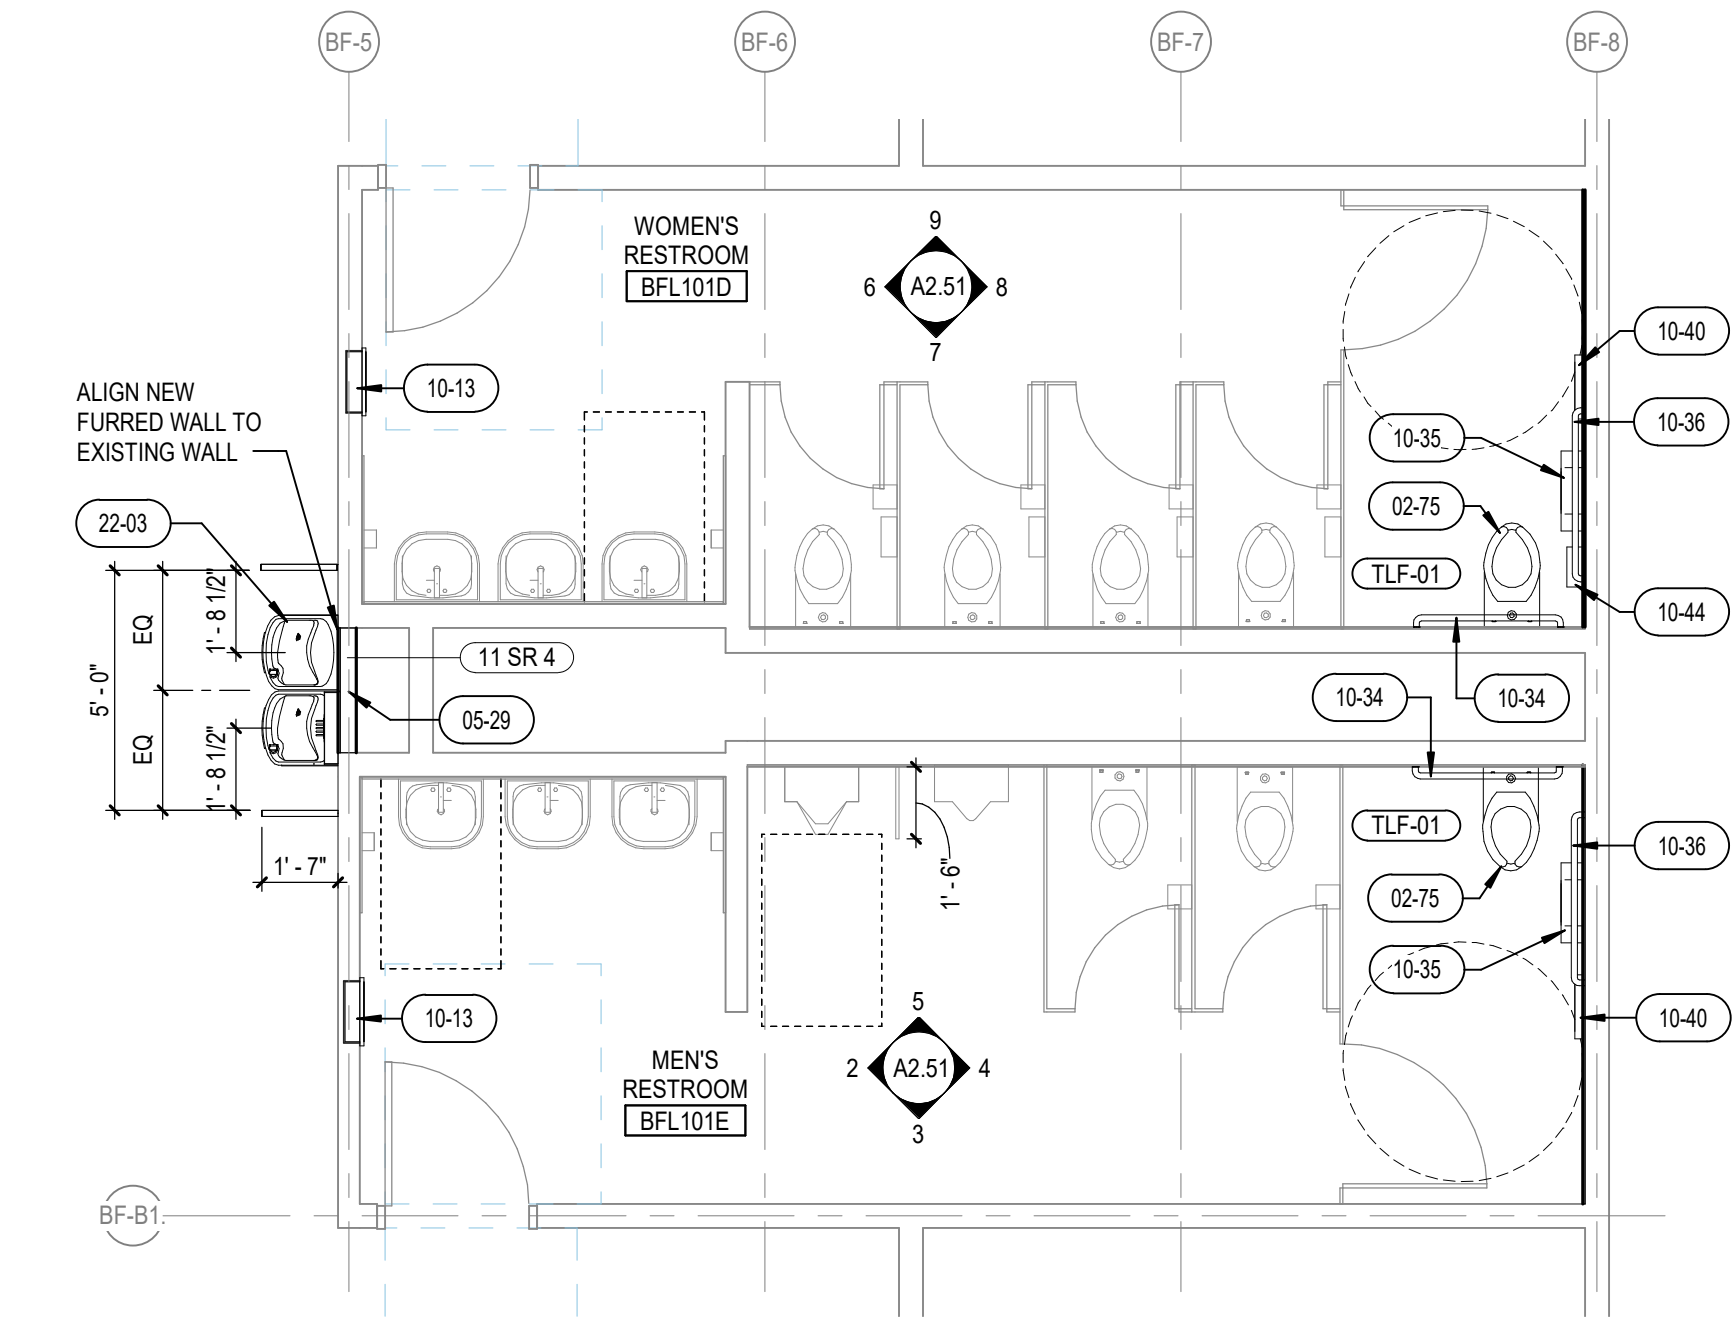 BF-5
BF-6
BF-7
BF-8
WOMEN'S
RESTROOM
BFL101D
9
6
A2.51
8
7
10-40
10-13
ALIGN NEW
FURRED WALL TO
EXISTING WALL
10-36
10-35
22-03
02-75
TLF-01
10-44
1' - 8 1/2"
EQ
5' - 0"
11 SR 4
10-34
10-34
05-29
EQ
1' - 8 1/2"
TLF-01
10-36
1' - 7"
1' - 6"
02-75
10-35
10-13
10-40
5
2
A2.51
4
3
MEN'S
RESTROOM
BFL101E
BF-B1.